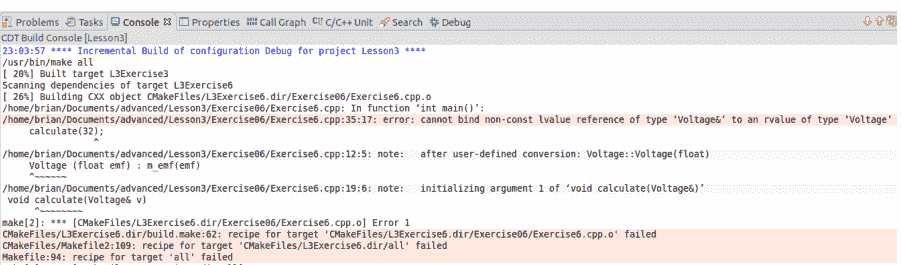 Problems Tasks Console Properties Call Graph C/C++ Unit Search Debug
CDT Build Console [Lesson3]
23:03:57 **** Incremental Build of configuration Debug for project Lesson3 ****
/usr/bin/make all
[ 20%] Built target L3Exercise3
Scanning dependencies of target L3Exercise6
[ 26%] Building CXX object CMakeFiles/L3Exercise6.dir/Exercise06/Exercise6.cpp.o
/home/brian/Documents/advanced/Lesson3/Exercise06/Exercise6.cpp: In function ‘int main()’:
/home/brian/Documents/advanced/Lesson3/Exercise06/Exercise6.cpp:35:17: error: cannot bind non-const lvalue reference of type ‘Voltage&’ to an rvalue of type ‘Voltage’
calculate(32);
^
/home/brian/Documents/advanced/Lesson3/Exercise06/Exercise6.cpp:12:5: note:   after user-defined conversion: Voltage::Voltage(float)
Voltage (float emf) : m_emf(emf)
^~~~~~~
/home/brian/Documents/advanced/Lesson3/Exercise06/Exercise6.cpp:19:6: note:   initializing argument 1 of ‘void calculate(Voltage&)’
void calculate(Voltage& v)
^~~~~~~~~
make[2]: *** [CMakeFiles/L3Exercise6.dir/Exercise06/Exercise6.cpp.o] Error 1
CMakeFiles/L3Exercise6.dir/build.make:62: recipe for target 'CMakeFiles/L3Exercise6.dir/Exercise06/Exercise6.cpp.o' failed
CMakeFiles/Makefile2:109: recipe for target 'CMakeFiles/L3Exercise6.dir/all' failed
Makefile:94: recipe for target 'all' failed